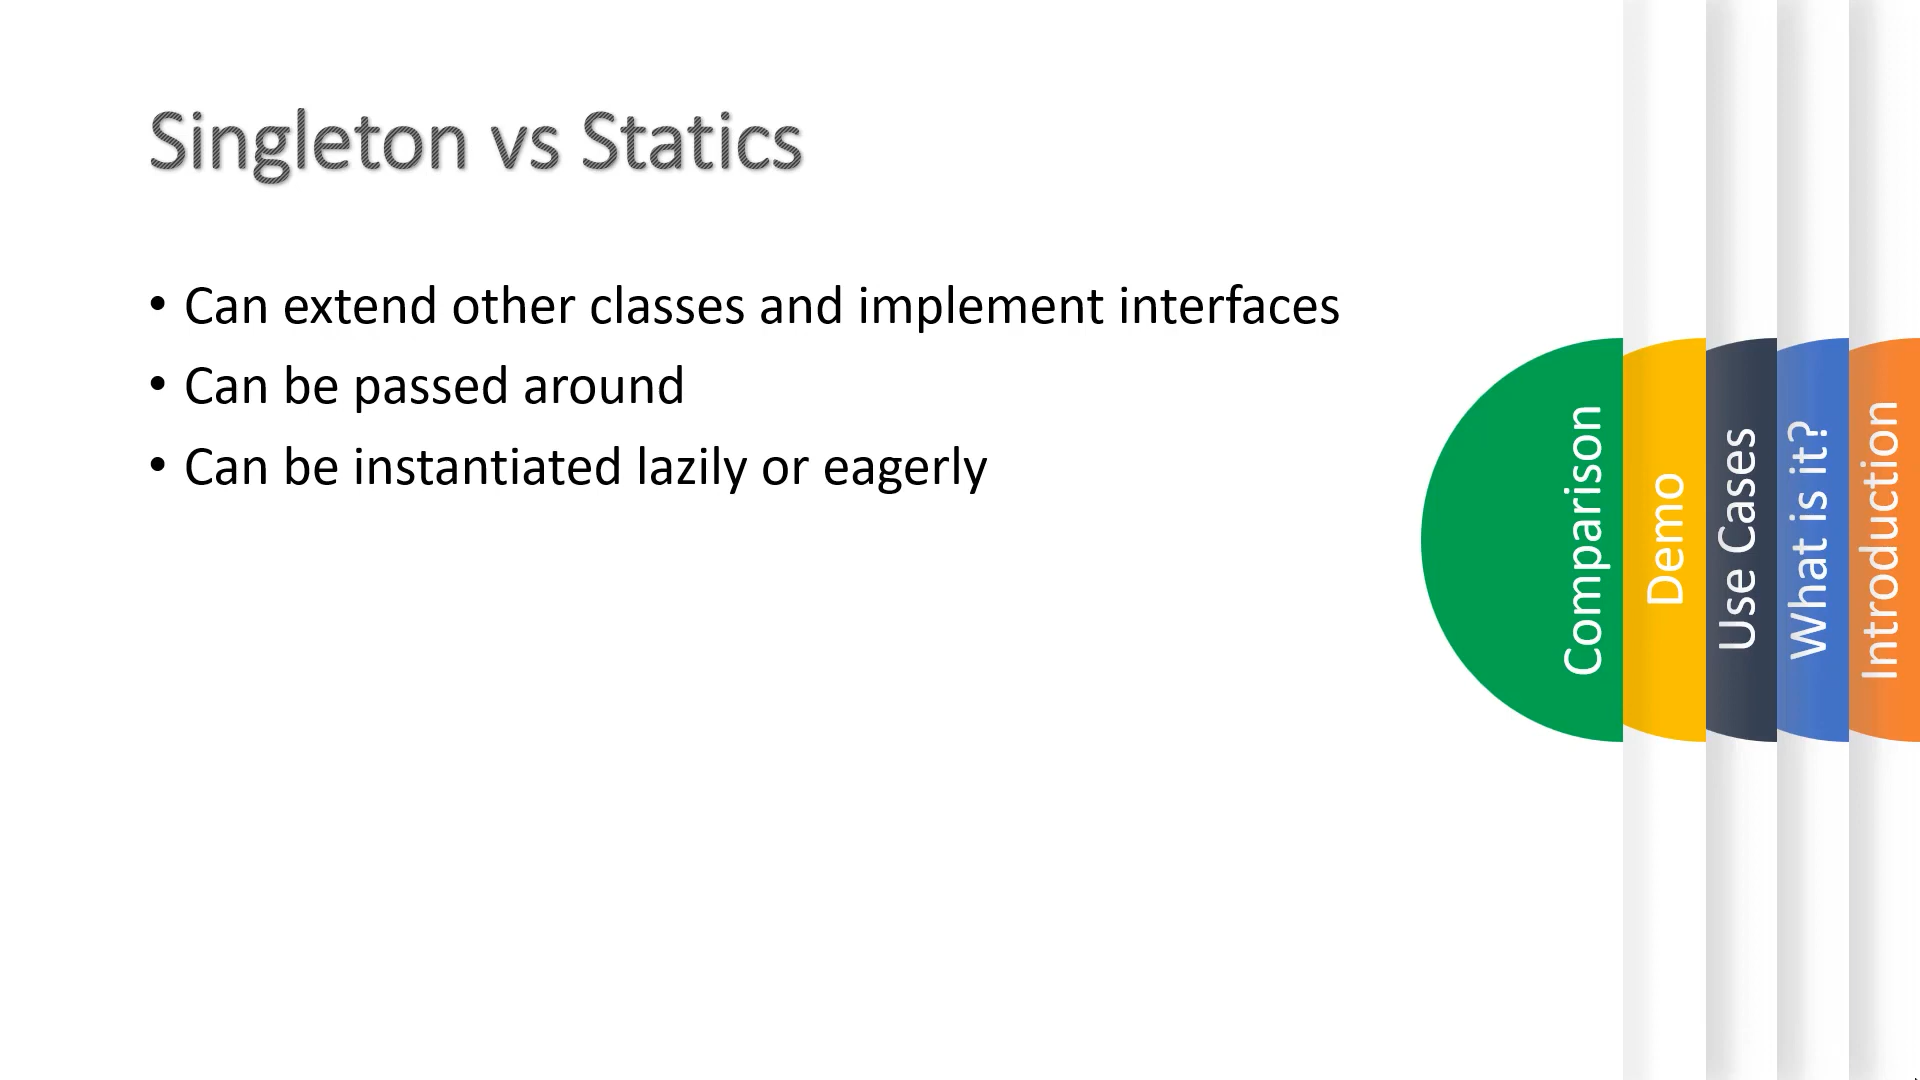 Singleton vs Statics
• Can extend other classes and implement interfaces
• Can be passed around
• Can be instantiated lazily or eagerly
Comparison
Demo
Use Cases
What is it?
Introduction